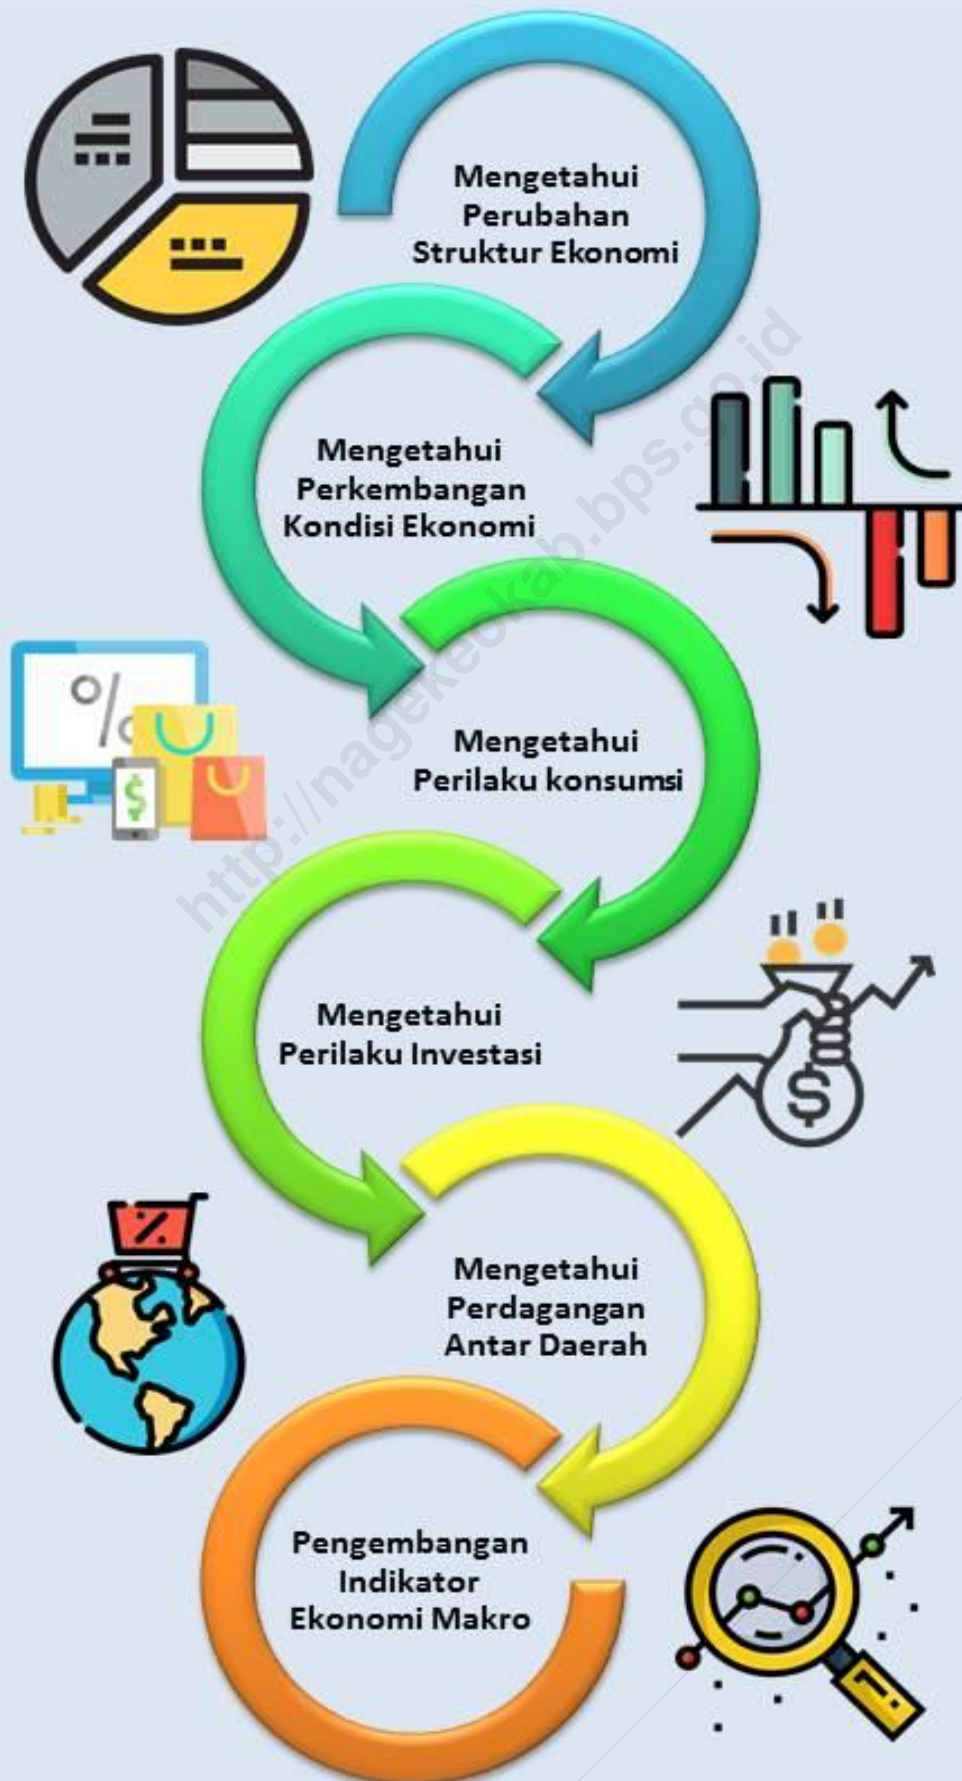 Mengetahui
Perubahan
Struktur Ekonomi
Mengetahui
Perkembangan
Kondisi Ekonomi
Mengetahui
Perilaku konsumsi
Mengetahui
Perilaku Investasi
Mengetahui
Perdagangan
Antar Daerah
Pengembangan
Indikator
Ekonomi Makro
%
$
$
%
http://nagekeokab.bps.go.id